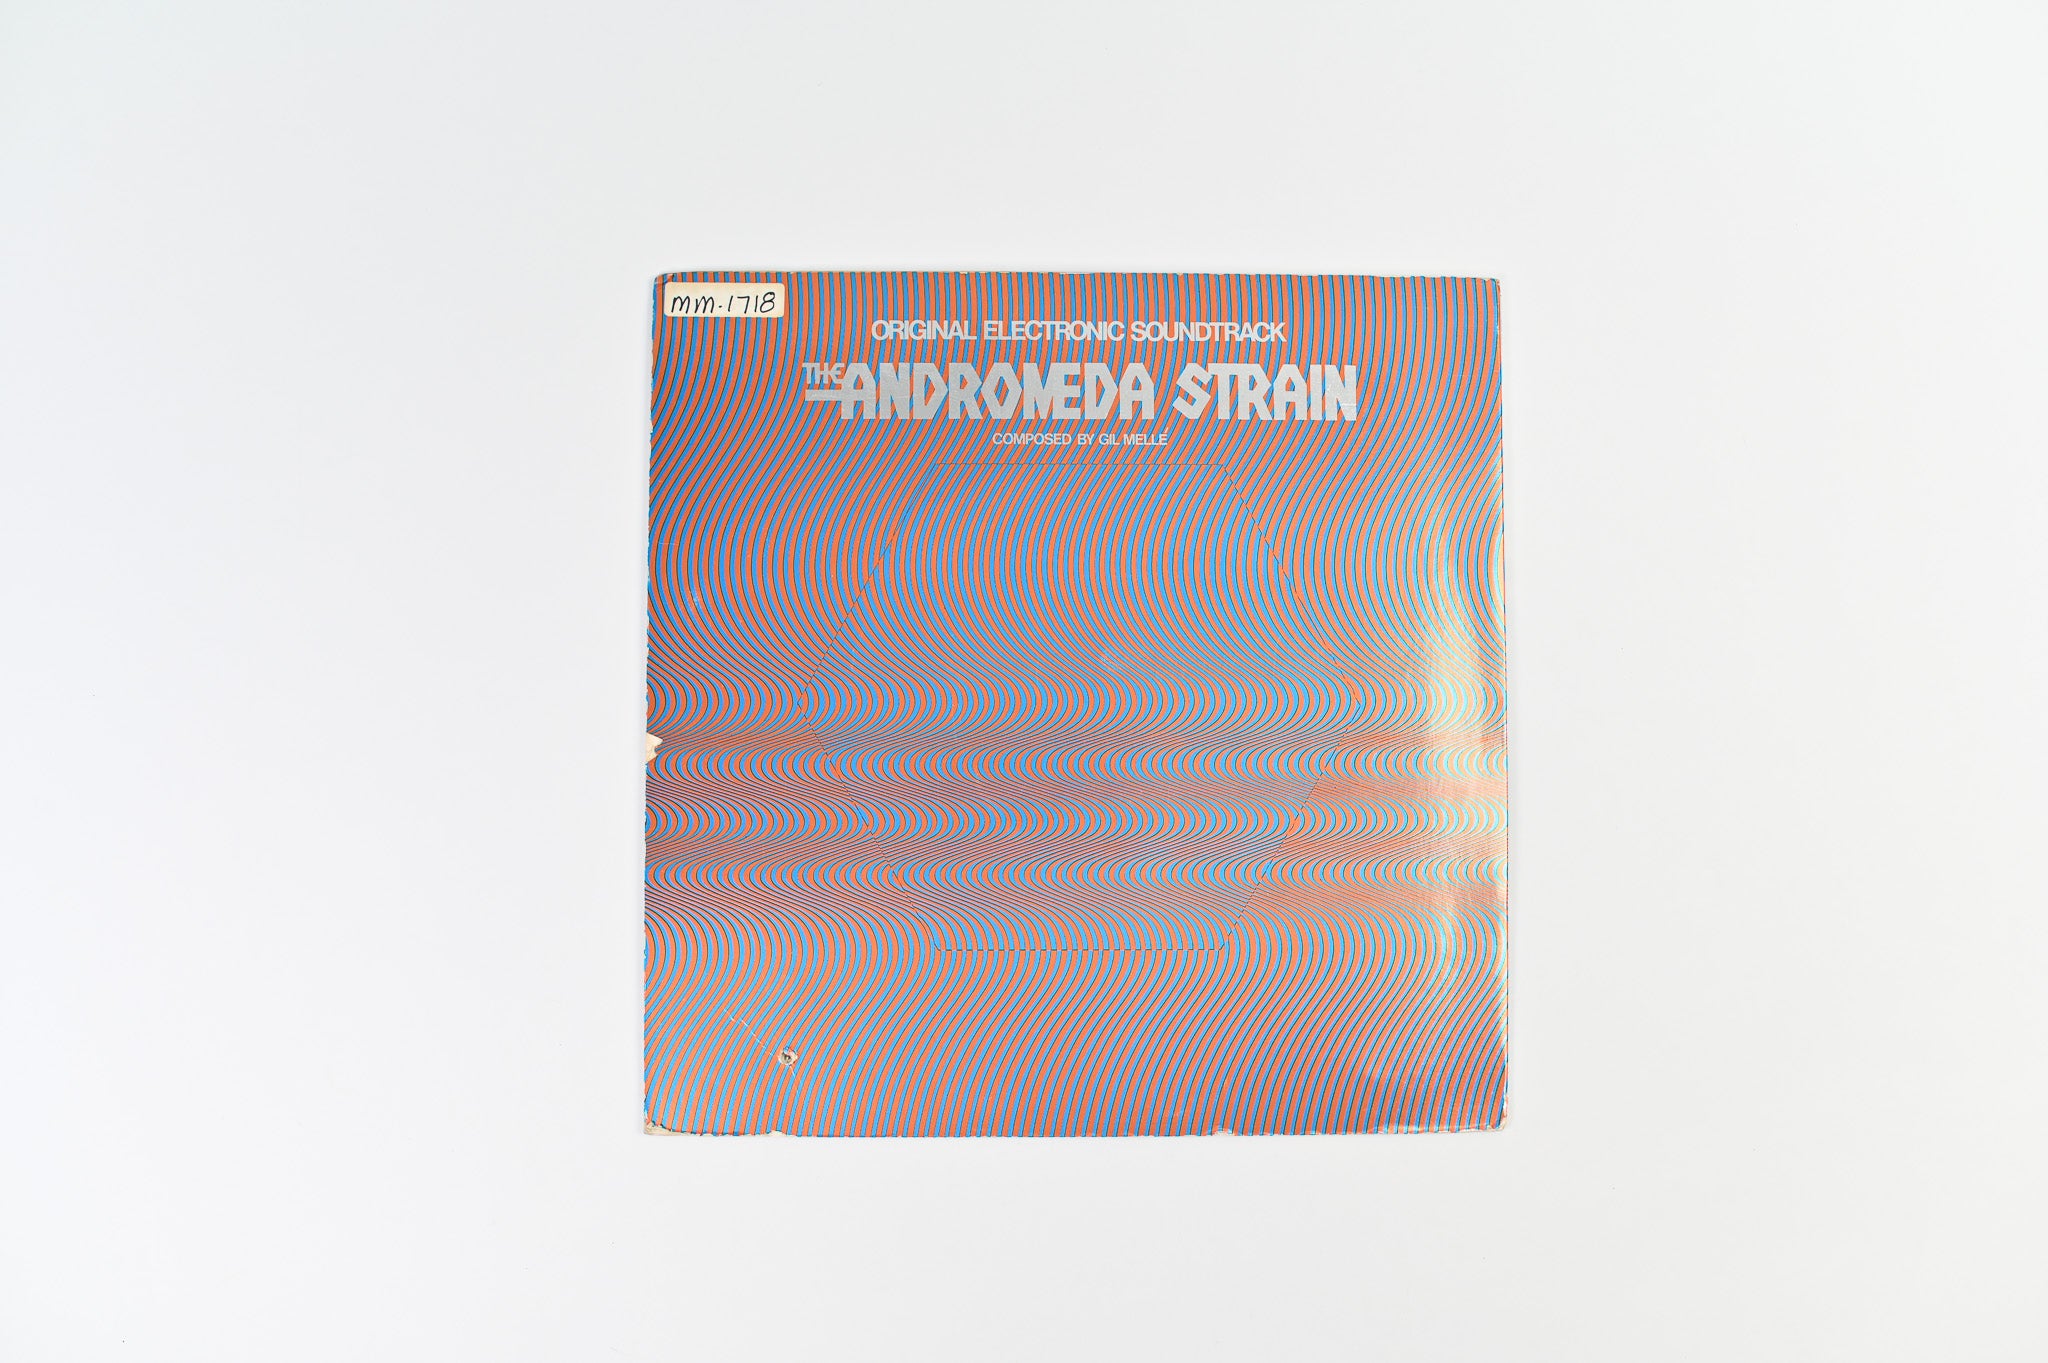 MM-1718
ORIGINAL ELECTRONIC SOUNDTRACK
THE ANDROMEDA STRAIN
COMPOSED BY GIL MELLÉ